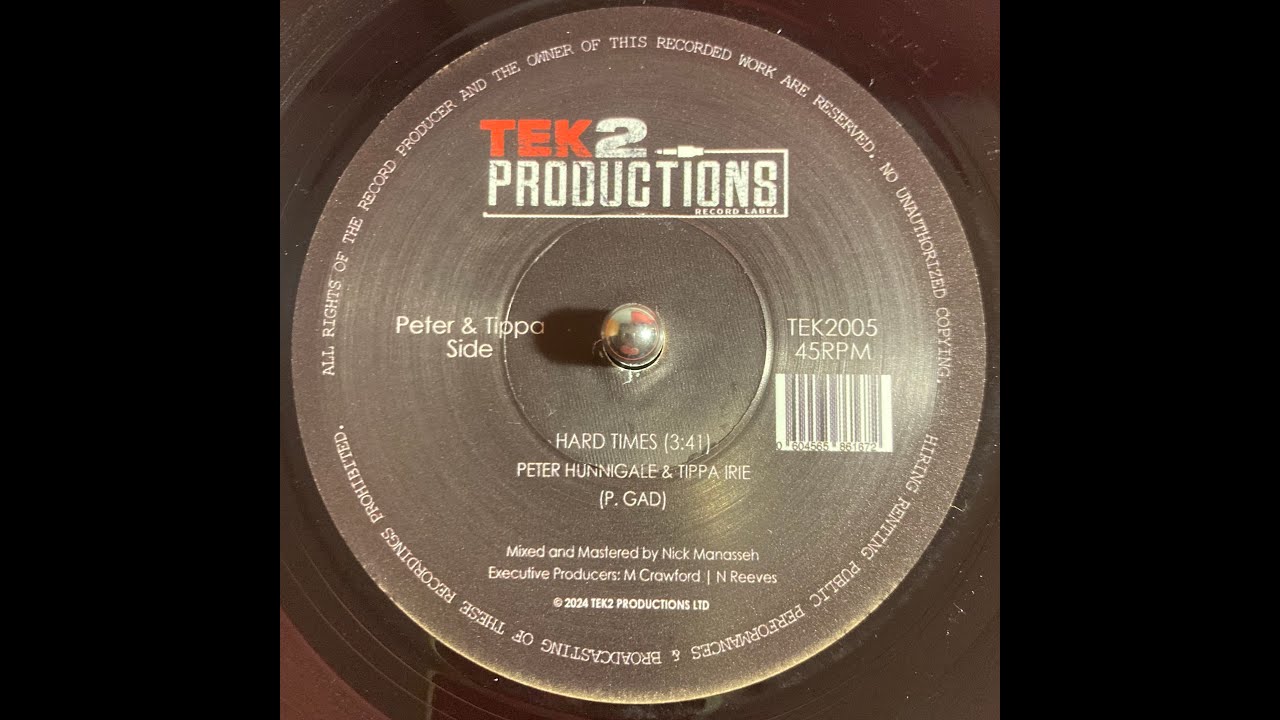 ALL RIGHTS OF THE RECORD PRODUCER AND THE OWNER OF THIS RECORDED WORK ARE RESERVED. NO UNAUTHORIZED COPYING, HIRING RENTING PUBLIC PERFORMANCES & BROADCASTING OF THESE RECORDINGS PROHIBITED.
TEK2
PRODUCTIONS
RECORD LABEL
Peter & Tippa
Side
TEK2005
45RPM
0 604565 861672
HARD TIMES (3:41)
PETER HUNNIGALE & TIPPA IRIE
(P. GAD)
Mixed and Mastered by Nick Manasseh
Executive Producers: M Crawford | N Reeves
© 2024 TEK2 PRODUCTIONS LTD